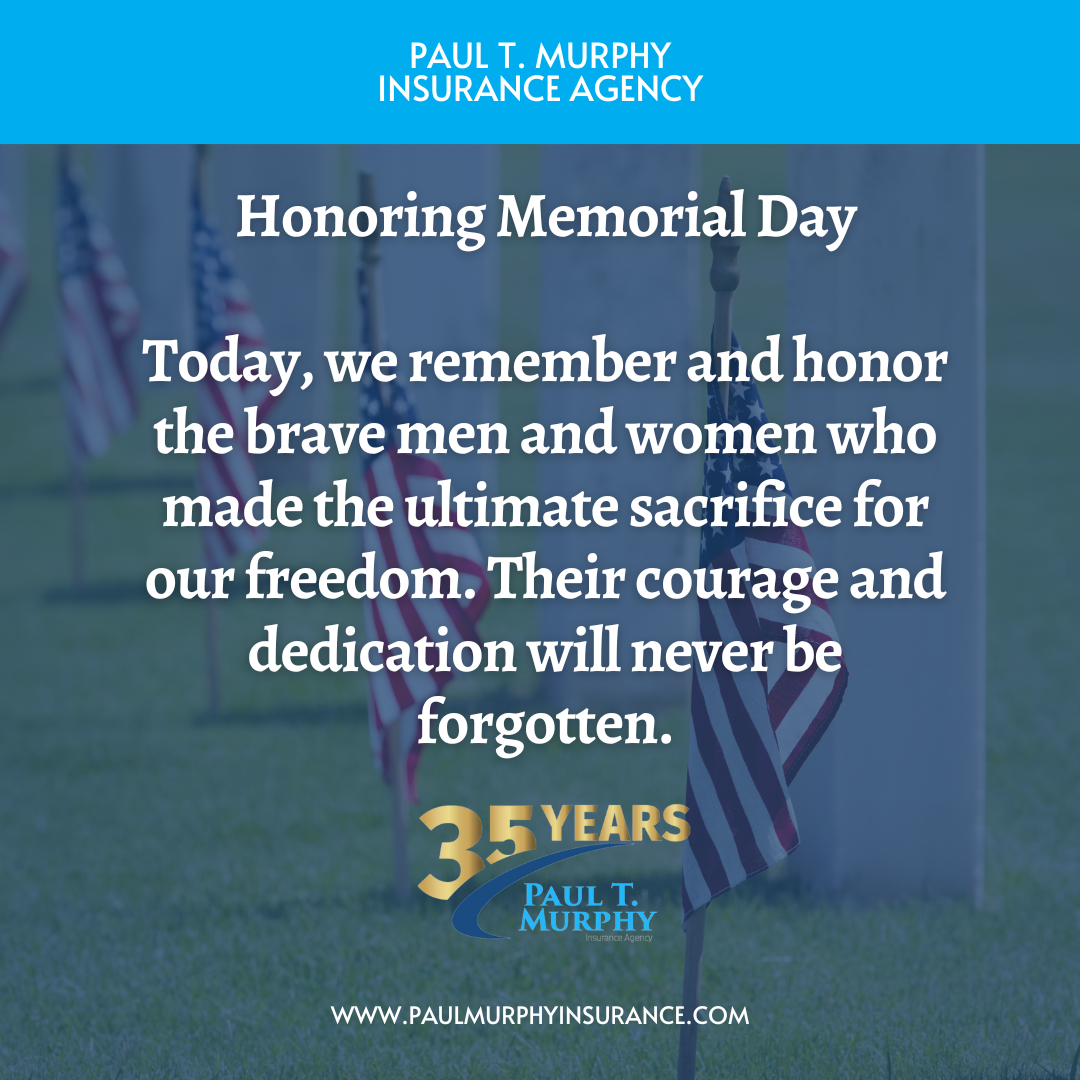 PAUL T. MURPHY
INSURANCE AGENCY
Honoring Memorial Day
Today, we remember and honor
the brave men and women who
made the ultimate sacrifice for
our freedom. Their courage and
dedication will never be
forgotten.
35 YEARS
PAUL T.
MURPHY
Insurance Agency
WWW.PAULMURPHYINSURANCE.COM